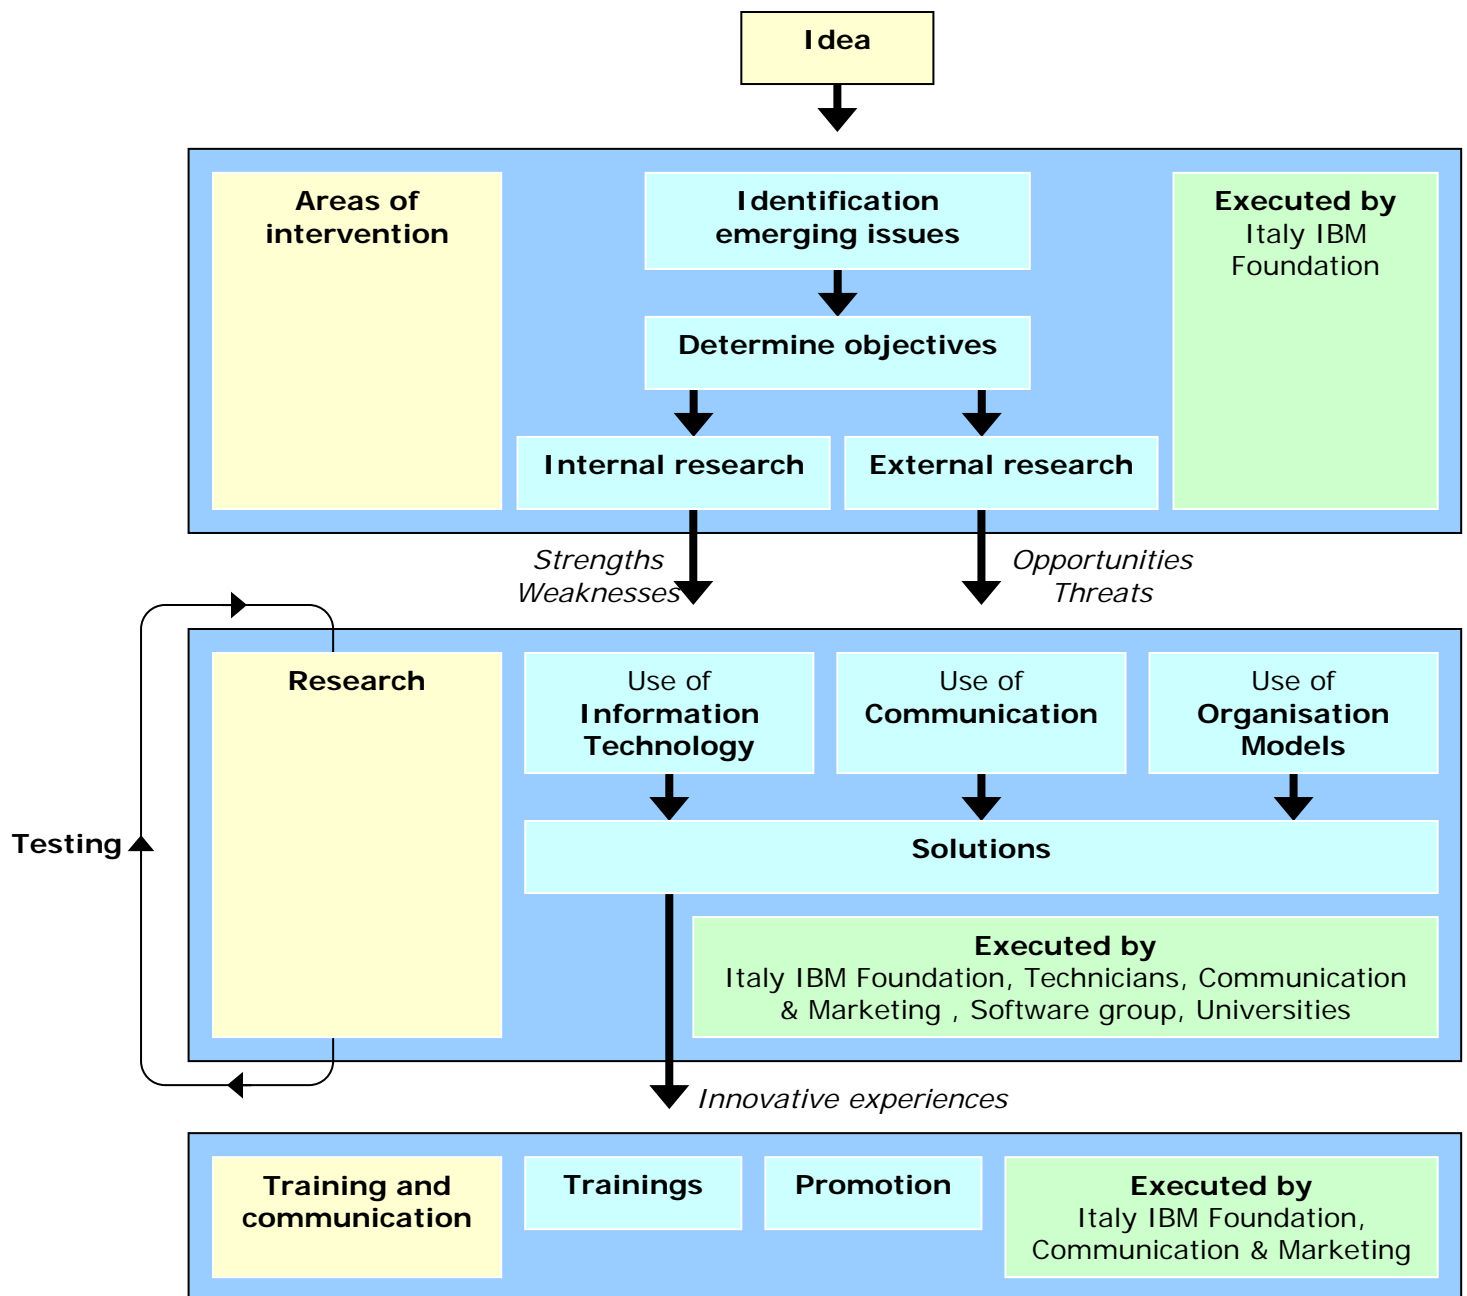 Idea
Areas of
intervention
Identification
emerging issues
Executed by
Italy IBM
Foundation
Determine objectives
Internal research
External research
Strengths
Weaknesses
Opportunities
Threats
Research
Use of
Information
Technology
Use of
Communication
Use of
Organisation
Models
Testing
Solutions
Executed by
Italy IBM Foundation, Technicians, Communication
& Marketing , Software group, Universities
Innovative experiences
Training and
communication
Trainings
Promotion
Executed by
Italy IBM Foundation,
Communication & Marketing